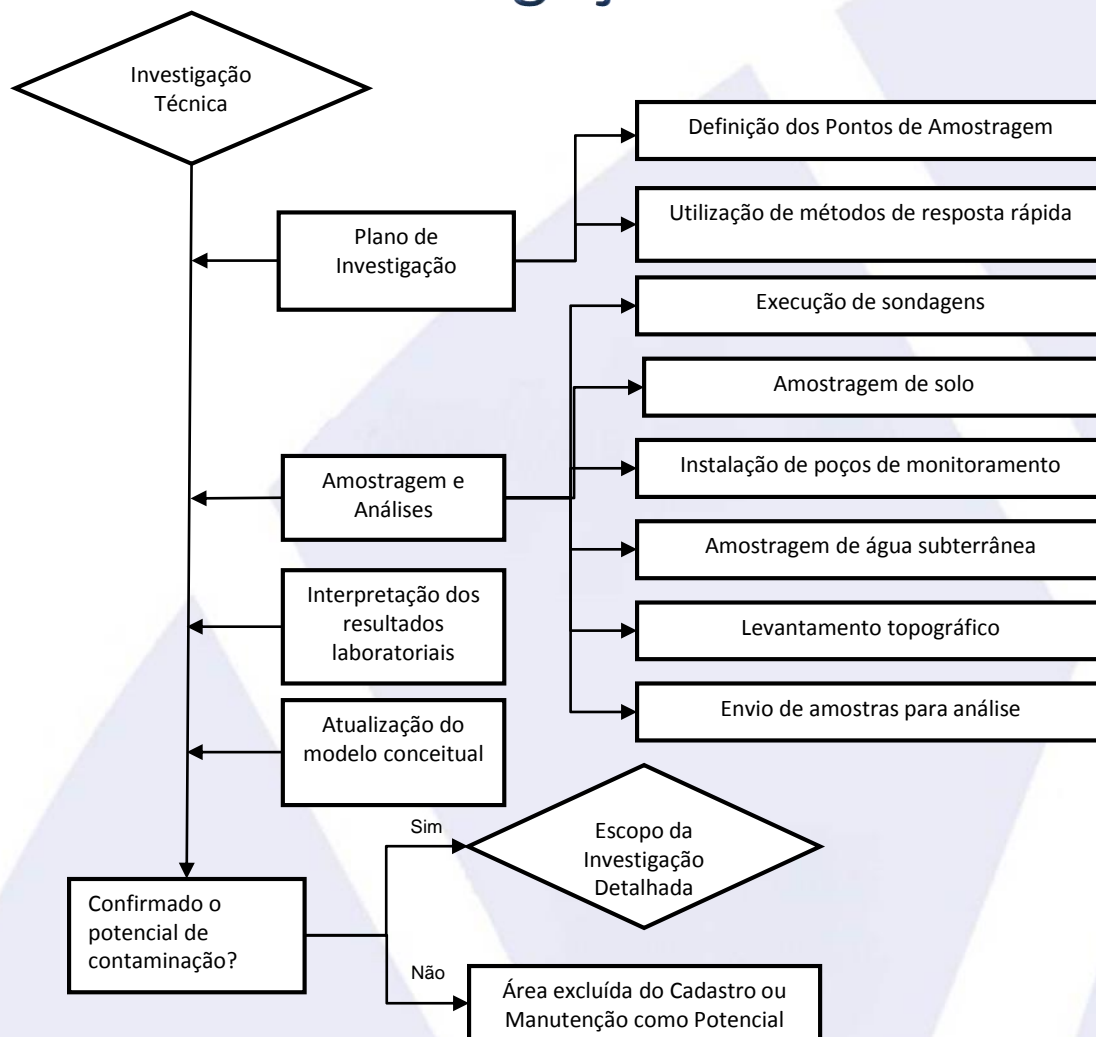 Investigação
Técnica
Definição dos Pontos de Amostragem
Utilização de métodos de resposta rápida
Plano de
Investigação
Execução de sondagens
Amostragem de solo
Instalação de poços de monitoramento
Amostragem e
Análises
Amostragem de água subterrânea
Interpretação dos
resultados
laboratoriais
Levantamento topográfico
Envio de amostras para análise
Atualização do
modelo conceitual
Sim
Escopo da
Investigação
Detalhada
Confirmado o
potencial de
contaminação?
Não
Área excluída do Cadastro ou
Manutenção como Potencial